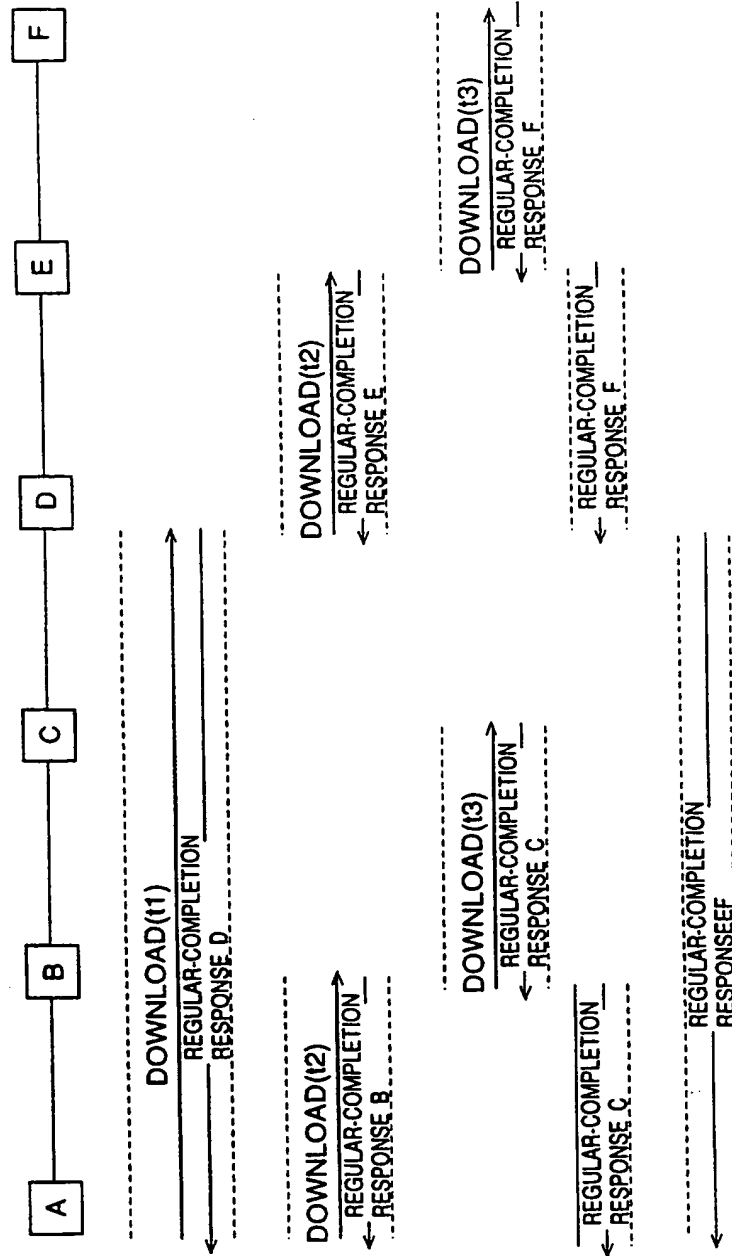 A
B
C
D
E
F
DOWNLOAD(t1)
REGULAR-COMPLETION
RESPONSE D
DOWNLOAD(t2)
REGULAR-COMPLETION
RESPONSE B
DOWNLOAD(t2)
REGULAR-COMPLETION
RESPONSE E
DOWNLOAD(t3)
REGULAR-COMPLETION
RESPONSE C
DOWNLOAD(t3)
REGULAR-COMPLETION
RESPONSE F
REGULAR-COMPLETION
RESPONSE C
REGULAR-COMPLETION
RESPONSE F
REGULAR-COMPLETION
RESPONSEEF